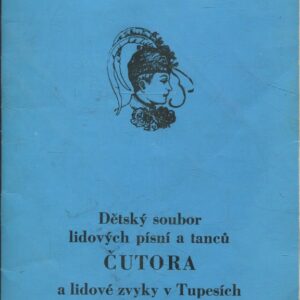 Dětský soubor
lidových písní a tanců
ČUTORA
a lidové zvyky v Tupesích